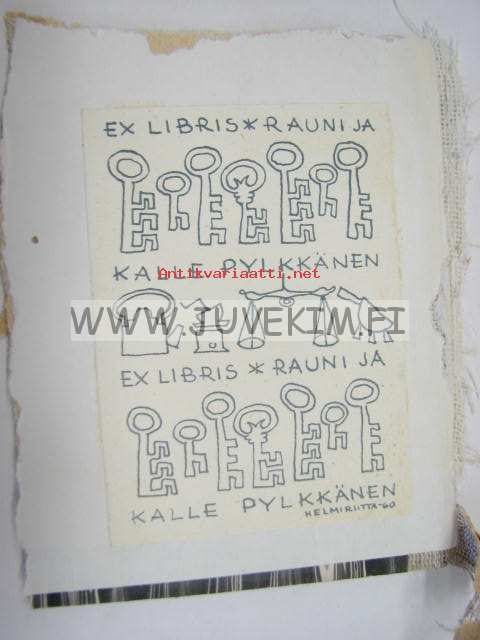 EX LIBRIS * RAUNI JA
KALLE PYLKKÄNEN
Antikvariaatti.net
WWW.JUVEKIM.FI
EX LIBRIS * RAUNI JA
KALLE PYLKKÄNEN
HELMIRIITTA-60